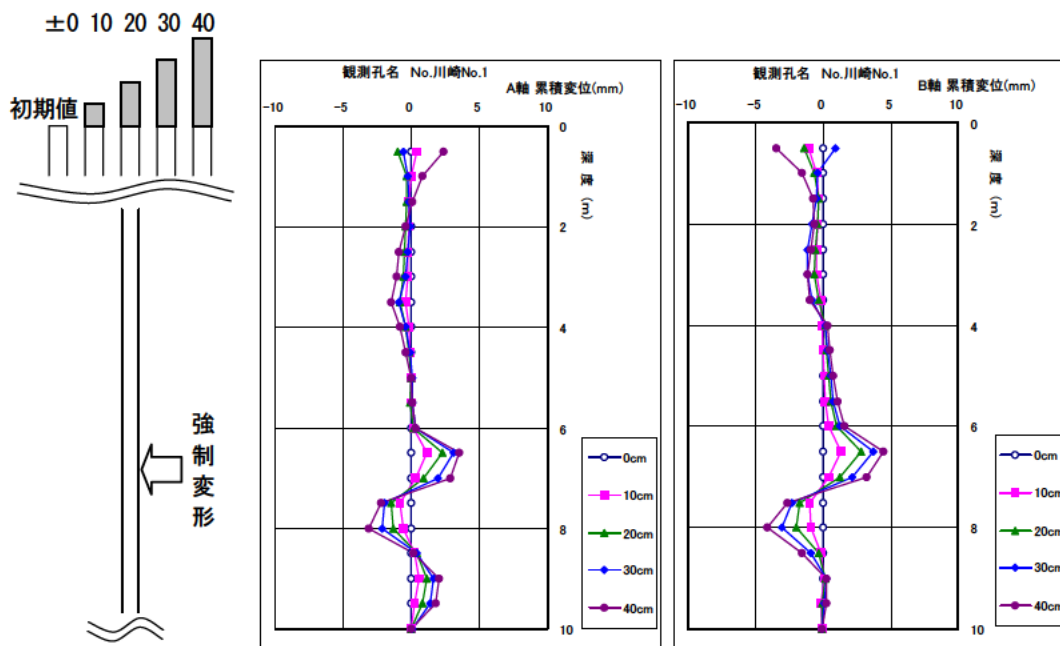 ±0 10 20 30 40
初期値
強制変形
観測孔名 No.川崎No.1
A軸 累積変位(mm)
-10 -5 0 5 10
0
2
4
6
8
10
深度 (m)
0cm
10cm
20cm
30cm
40cm
観測孔名 No.川崎No.1
B軸 累積変位(mm)
-10 -5 0 5 10
0
2
4
6
8
10
深度 (m)
0cm
10cm
20cm
30cm
40cm